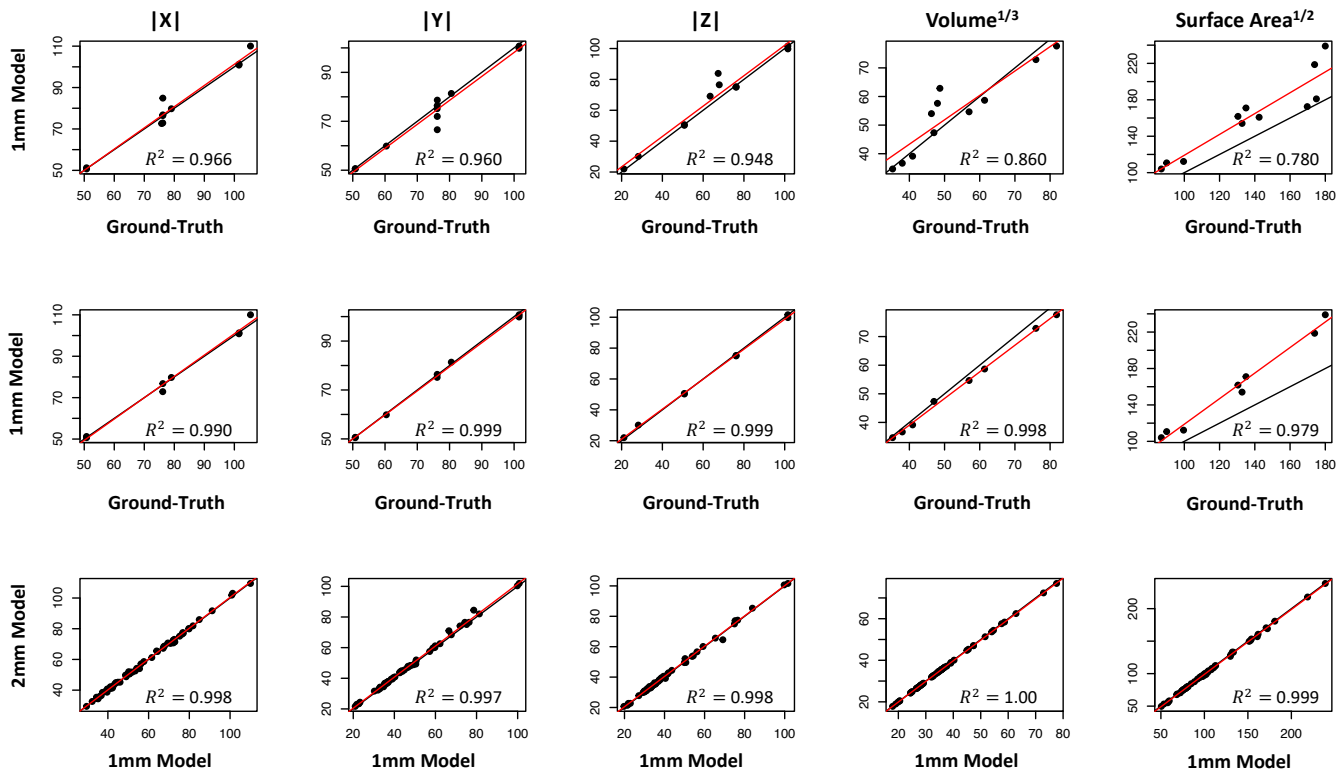 |X| |Y| |Z| Volume1/3 Surface Area1/2
1mm Model
50 70 90 110
50 60 70 80 90 100
R² = 0.966
Ground-Truth
50 60 70 80 90
50 60 70 80 90 100
R² = 0.960
Ground-Truth
20 40 60 80 100
20 40 60 80 100
R² = 0.948
Ground-Truth
40 50 60 70
40 50 60 70 80
R² = 0.860
Ground-Truth
100 140 180 220
100 120 140 160 180
R² = 0.780
Ground-Truth
1mm Model
50 70 90 110
50 60 70 80 90 100
R² = 0.990
Ground-Truth
50 60 70 80 90
50 60 70 80 90 100
R² = 0.999
Ground-Truth
20 40 60 80 100
20 40 60 80 100
R² = 0.999
Ground-Truth
40 50 60 70
40 50 60 70 80
R² = 0.998
Ground-Truth
100 140 180 220
100 120 140 160 180
R² = 0.979
Ground-Truth
2mm Model
40 60 80 100
40 60 80 100
R² = 0.998
1mm Model
20 40 60 80 100
20 40 60 80 100
R² = 0.997
1mm Model
20 40 60 80 100
20 40 60 80 100
R² = 0.998
1mm Model
20 30 40 50 60 70
20 30 40 50 60 70 80
R² = 1.00
1mm Model
50 100 200
50 100 150 200
R² = 0.999
1mm Model